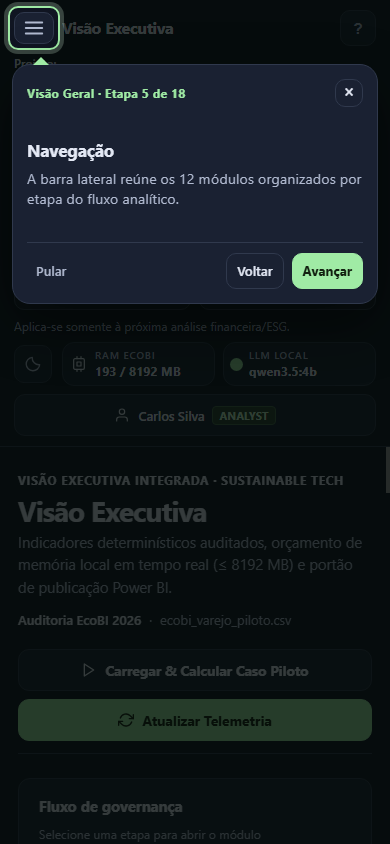 Visão Executiva
?
Visão Geral · Etapa 5 de 18
×
Navegação
A barra lateral reúne os 12 módulos organizados por
etapa do fluxo analítico.
Pular
Voltar
Avançar
Aplica-se somente à próxima análise financeira/ESG.
RAM ECOBI
193 / 8192 MB
LLM LOCAL
qwen3.5:4b
Carlos Silva ANALYST
VISÃO EXECUTIVA INTEGRADA · SUSTAINABLE TECH
Visão Executiva
Indicadores determinísticos auditados, orçamento de
memória local em tempo real (≤ 8192 MB) e portão
de publicação Power BI.
Auditoria EcoBI 2026 · ecobi_varejo_piloto.csv
Carregar & Calcular Caso Piloto
Atualizar Telemetria
Fluxo de governança
Selecione uma etapa para abrir o módulo